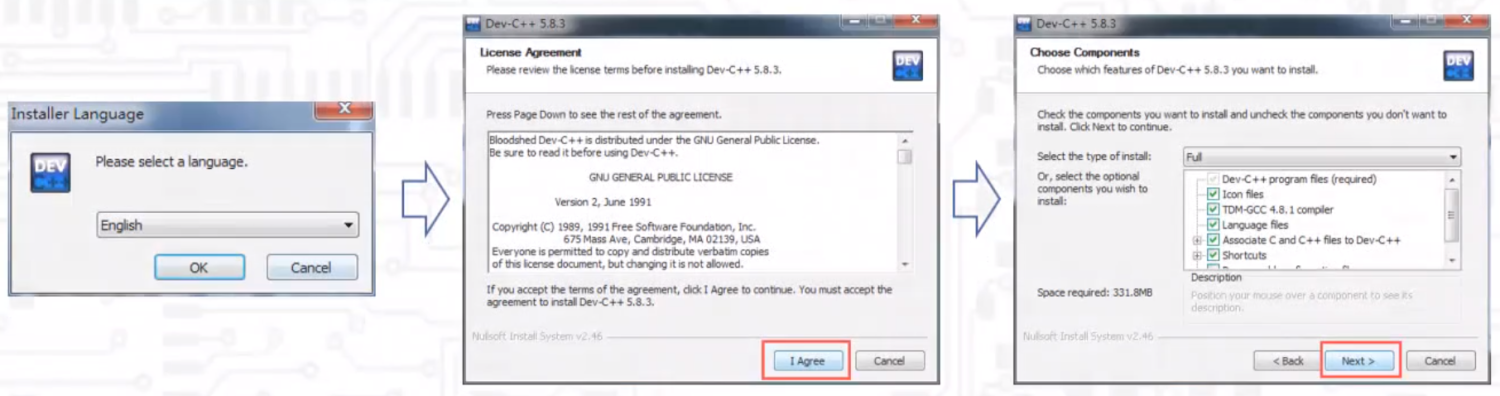 Installer Language
Please select a language.
English
OK
Cancel
Dev-C++ 5.8.3
License Agreement
Please review the license terms before installing Dev-C++ 5.8.3.
Press Page Down to see the rest of the agreement.
Bloodshed Dev-C++ is distributed under the GNU General Public License.
Be sure to read it before using Dev-C++.
GNU GENERAL PUBLIC LICENSE
Version 2, June 1991
Copyright (C) 1989, 1991 Free Software Foundation, Inc.
675 Mass Ave, Cambridge, MA 02139, USA
Everyone is permitted to copy and distribute verbatim copies
of this license document, but changing it is not allowed.
If you accept the terms of the agreement, click I Agree to continue. You must accept the
agreement to install Dev-C++ 5.8.3.
Nullsoft Install System v2.46
I Agree
Cancel
Dev-C++ 5.8.3
Choose Components
Choose which features of Dev-C++ 5.8.3 you want to install.
Check the components you want to install and uncheck the components you don't want to
install. Click Next to continue.
Select the type of install:
Full
Or, select the optional
components you wish to
install:
Dev-C++ program files (required)
Icon files
TDM-GCC 4.8.1 compiler
Language files
Associate C and C++ files to Dev-C++
Shortcuts
Space required: 331.8MB
Description
Position your mouse over a component to see its
description.
Nullsoft Install System v2.46
< Back
Next >
Cancel